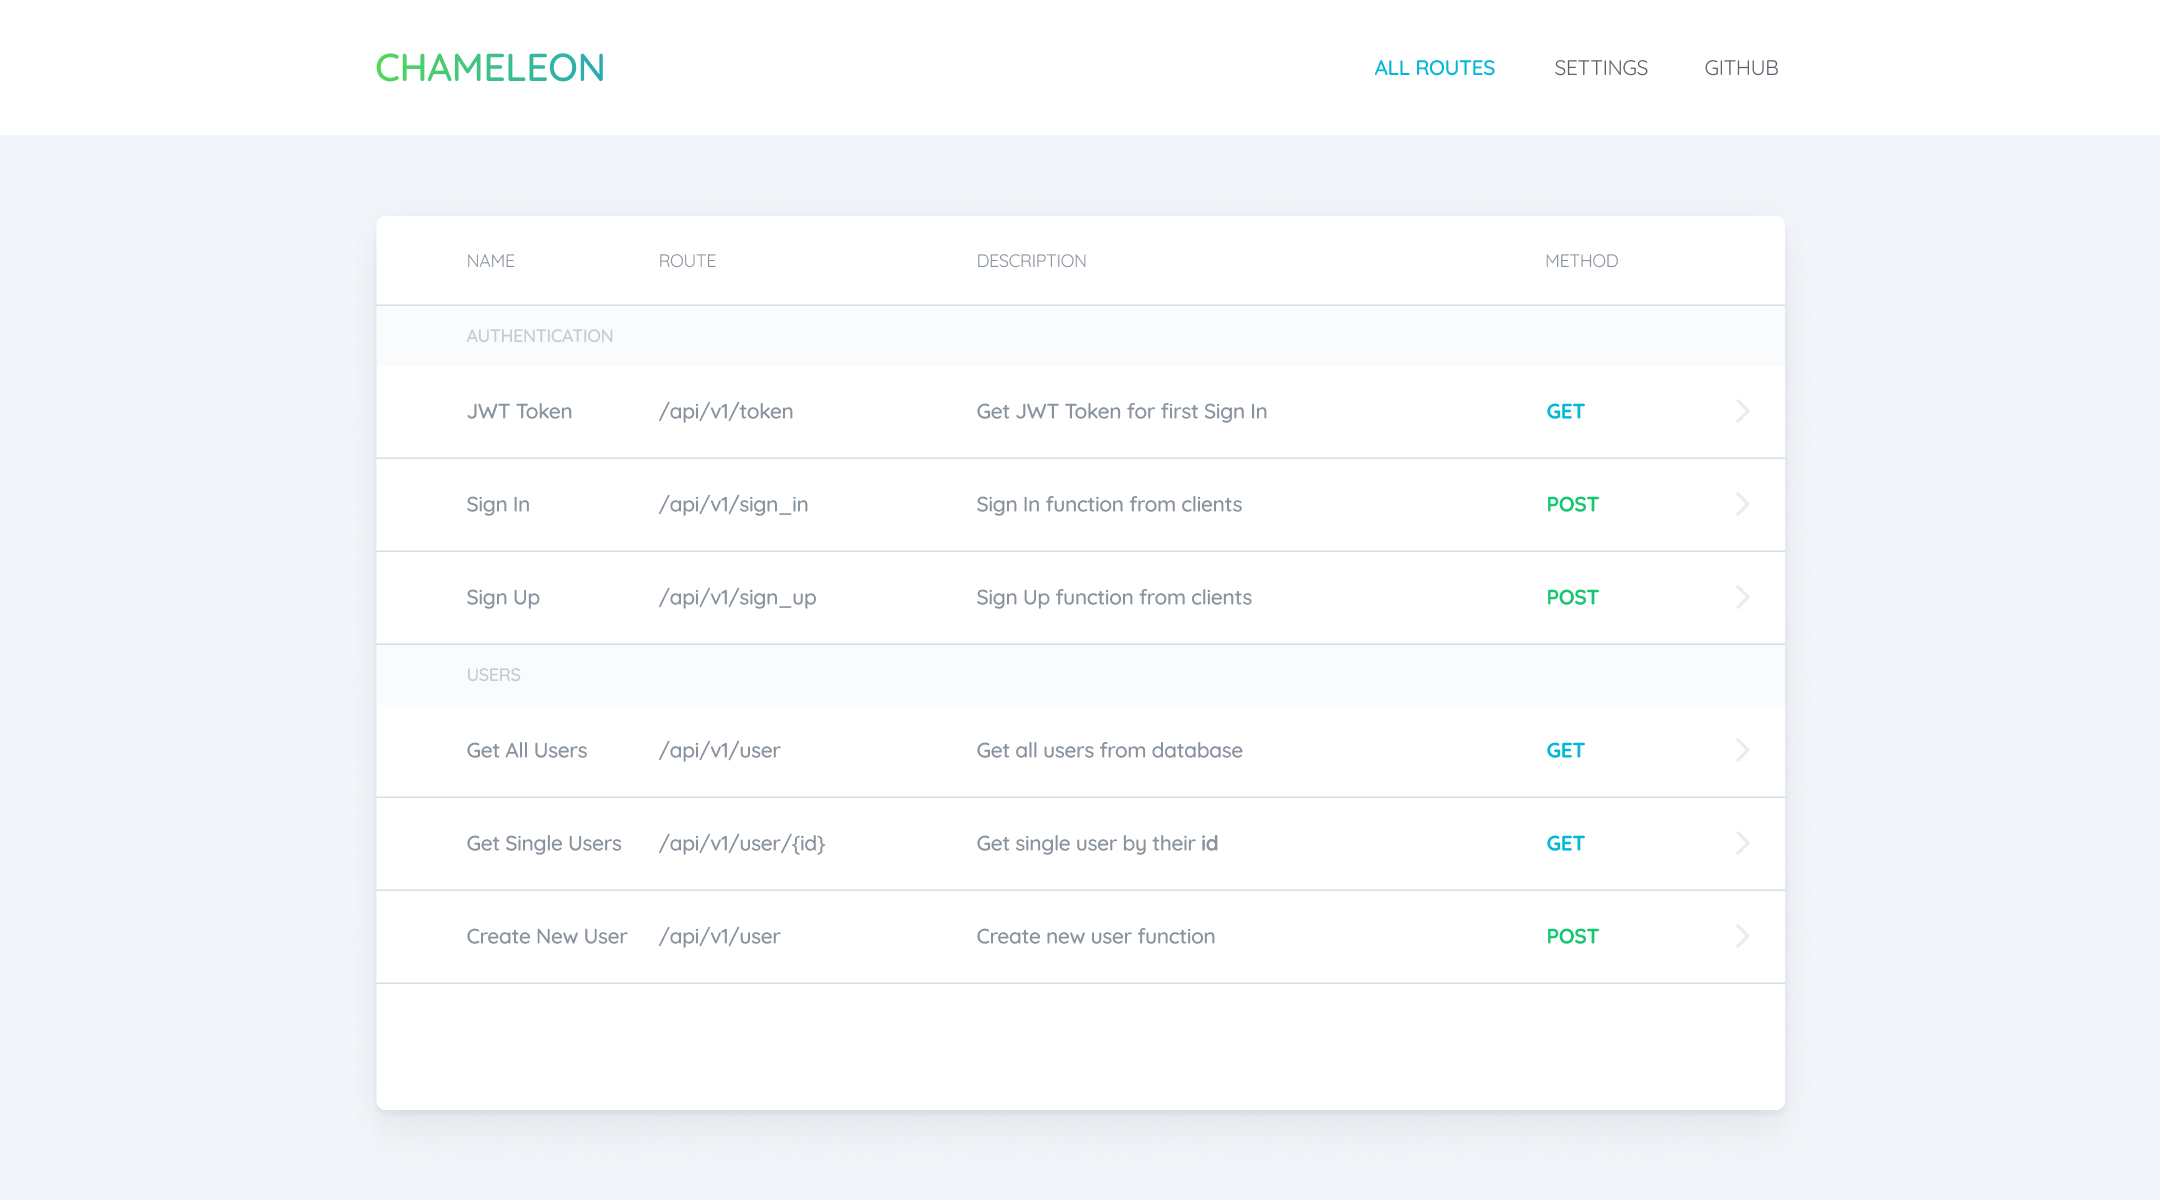 CHAMELEON ALL ROUTES SETTINGS GITHUB
NAME ROUTE DESCRIPTION METHOD
AUTHENTICATION
JWT Token /api/v1/token Get JWT Token for first Sign In GET
Sign In /api/v1/sign_in Sign In function from clients POST
Sign Up /api/v1/sign_up Sign Up function from clients POST
USERS
Get All Users /api/v1/user Get all users from database GET
Get Single Users /api/v1/user/{id} Get single user by their id GET
Create New User /api/v1/user Create new user function POST